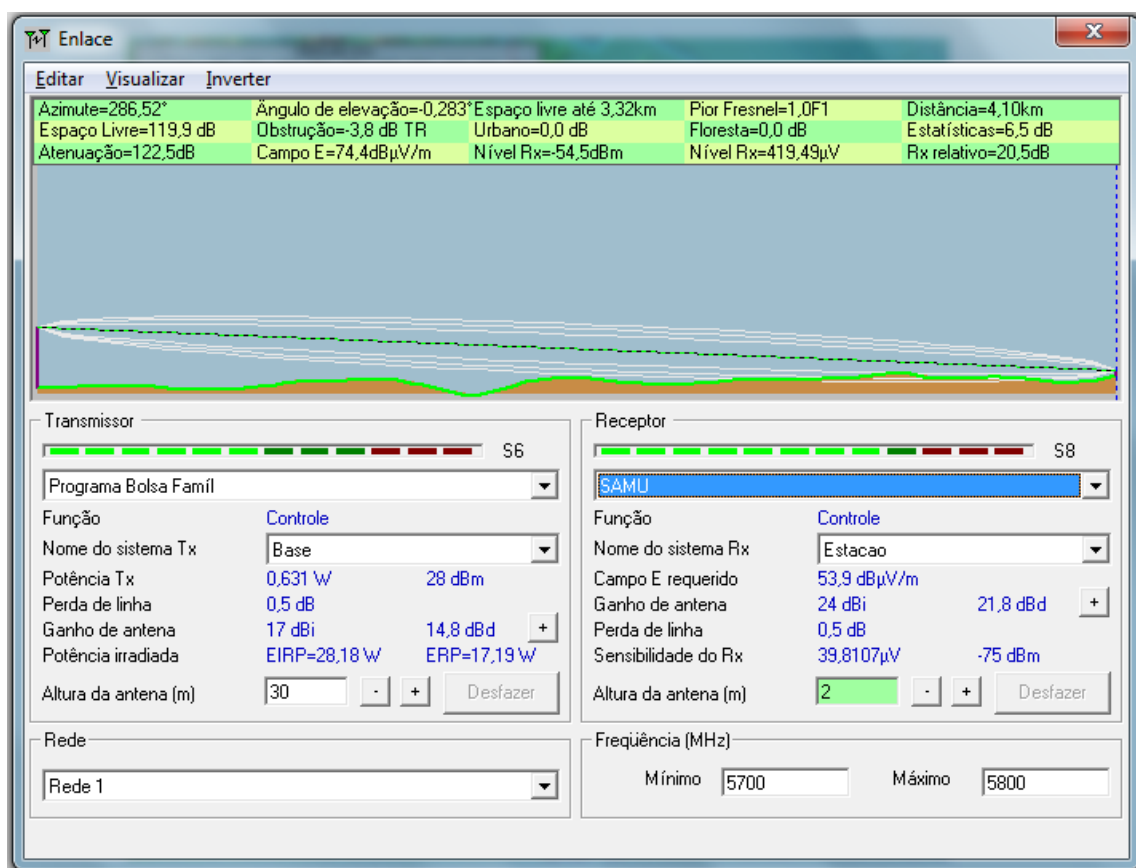 Enlace
Editar Visualizar Inverter
Azimute=286,52° Ângulo de elevação=-0,283° Espaço livre até 3,32km Pior Fresnel=1,0F1 Distância=4,10km
Espaço Livre=119,9 dB Obstrução=-3,8 dB TR Urbano=0,0 dB Floresta=0,0 dB Estatísticas=6,5 dB
Atenuação=122,5dB Campo E=74,4dBµV/m Nível Rx=-54,5dBm Nível Rx=419,49µV Rx relativo=20,5dB
Transmissor
S6
Programa Bolsa Famíl
Função Controle
Nome do sistema Tx Base
Potência Tx 0,631 W 28 dBm
Perda de linha 0,5 dB
Ganho de antena 17 dBi 14,8 dBd +
Potência irradiada EIRP=28,18 W ERP=17,19 W
Altura da antena (m) 30 - + Desfazer
Receptor
S8
SAMU
Função Controle
Nome do sistema Rx Estacao
Campo E requerido 53,9 dBµV/m
Ganho de antena 24 dBi 21,8 dBd +
Perda de linha 0,5 dB
Sensibilidade do Rx 39,8107µV -75 dBm
Altura da antena (m) 2 - + Desfazer
Rede
Rede 1
Freqüência (MHz)
Mínimo 5700 Máximo 5800